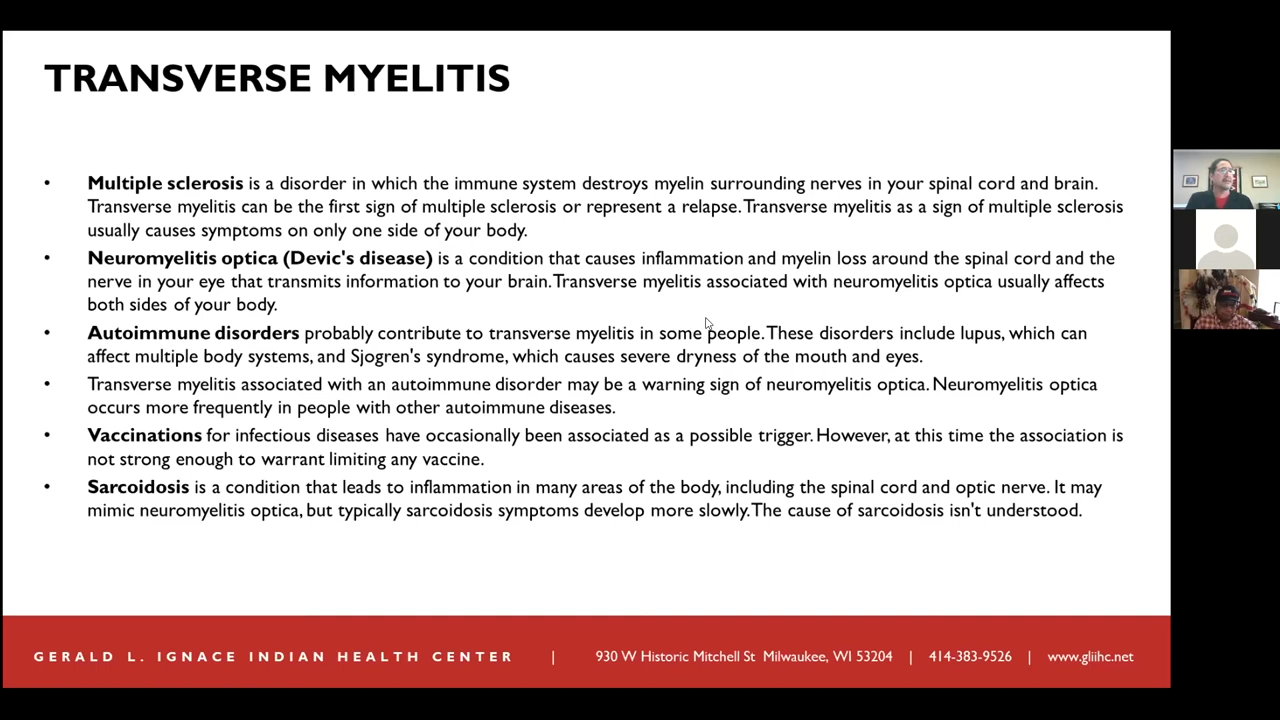 TRANSVERSE MYELITIS
• Multiple sclerosis is a disorder in which the immune system destroys myelin surrounding nerves in your spinal cord and brain.
Transverse myelitis can be the first sign of multiple sclerosis or represent a relapse. Transverse myelitis as a sign of multiple sclerosis
usually causes symptoms on only one side of your body.
• Neuromyelitis optica (Devic's disease) is a condition that causes inflammation and myelin loss around the spinal cord and the
nerve in your eye that transmits information to your brain. Transverse myelitis associated with neuromyelitis optica usually affects
both sides of your body.
• Autoimmune disorders probably contribute to transverse myelitis in some people. These disorders include lupus, which can
affect multiple body systems, and Sjogren's syndrome, which causes severe dryness of the mouth and eyes.
• Transverse myelitis associated with an autoimmune disorder may be a warning sign of neuromyelitis optica. Neuromyelitis optica
occurs more frequently in people with other autoimmune diseases.
• Vaccinations for infectious diseases have occasionally been associated as a possible trigger. However, at this time the association is
not strong enough to warrant limiting any vaccine.
• Sarcoidosis is a condition that leads to inflammation in many areas of the body, including the spinal cord and optic nerve. It may
mimic neuromyelitis optica, but typically sarcoidosis symptoms develop more slowly. The cause of sarcoidosis isn't understood.
GERALD L. IGNACE INDIAN HEALTH CENTER | 930 W Historic Mitchell St Milwaukee, WI 53204 | 414-383-9526 | www.gliihc.net